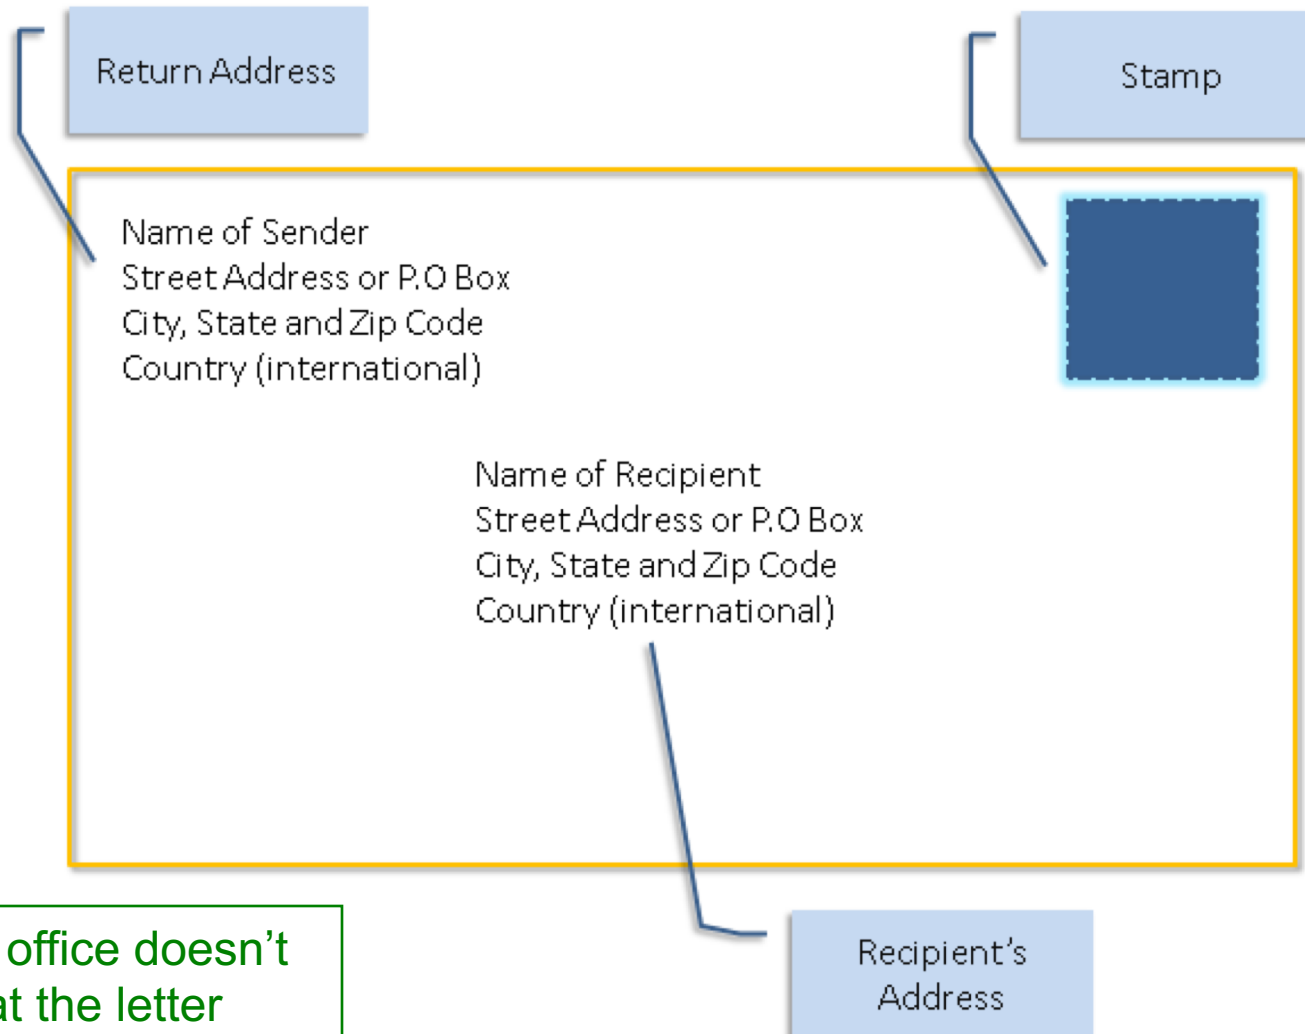 Return Address
Stamp
Name of Sender
Street Address or P.O Box
City, State and Zip Code
Country (international)
Name of Recipient
Street Address or P.O Box
City, State and Zip Code
Country (international)
office doesn’t
at the letter
Recipient’s
Address